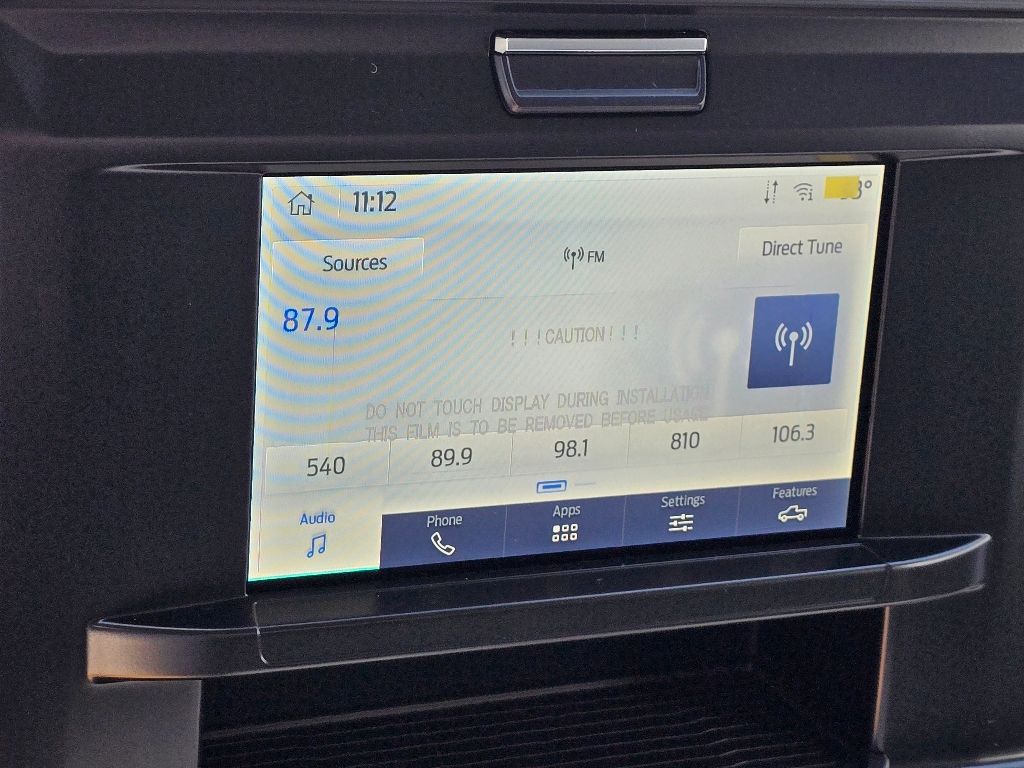 11:12
3°
Sources
FM
Direct Tune
87.9
! ! ! CAUTION ! ! !
DO NOT TOUCH DISPLAY DURING INSTALLATION
THIS FILM IS TO BE REMOVED BEFORE USAGE
540 89.9 98.1 810 106.3
Audio Phone Apps Settings Features